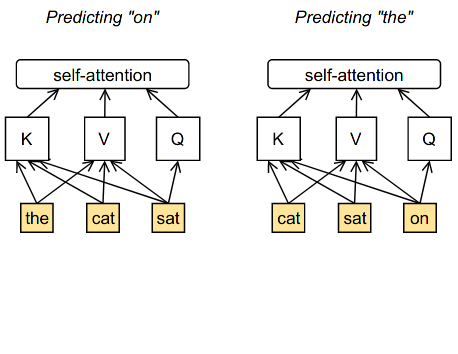 Predicting "on"
self-attention
K V Q
the cat sat
Predicting "the"
self-attention
K V Q
cat sat on